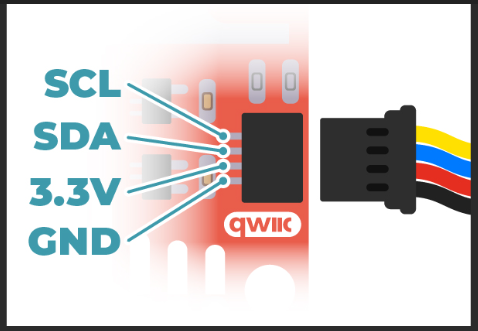 SCL
SDA
3.3V
GND
qwiic